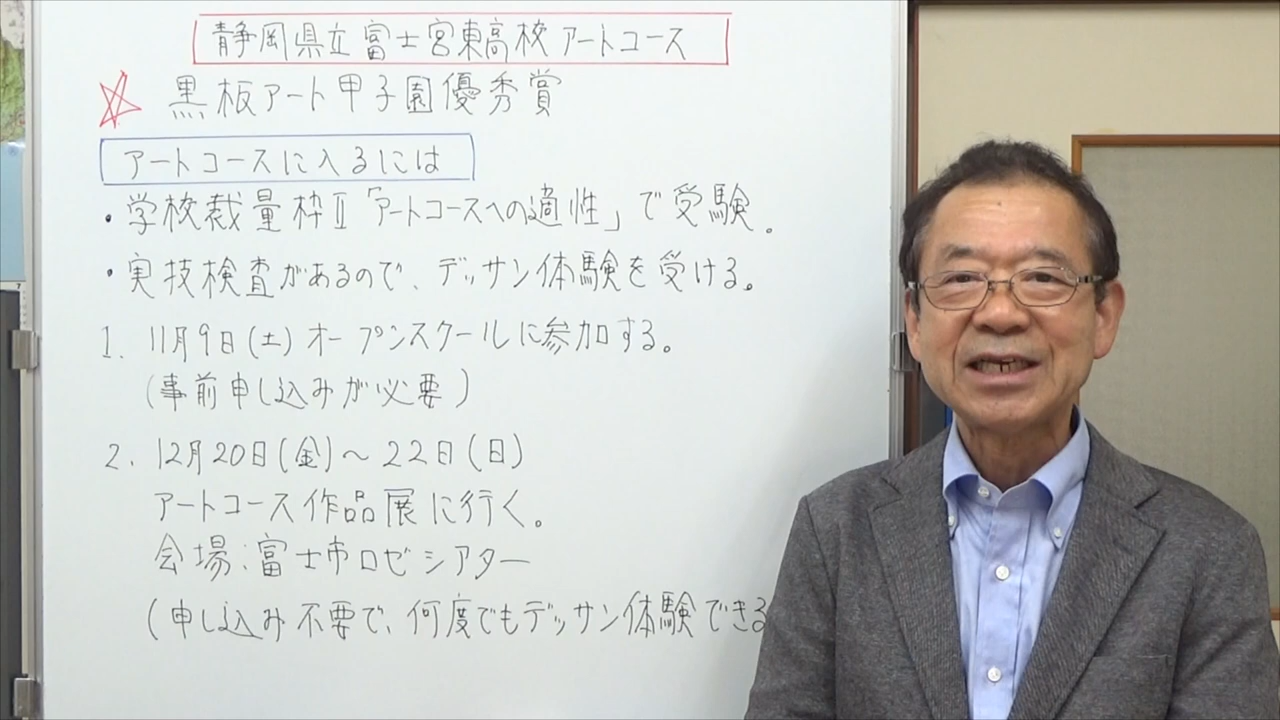 静岡県立富士宮東高校アートコース
☆ 黒板アート甲子園優秀賞
アートコースに入るには
・学校裁量枠Ⅱ「アートコースへの適性」で受験。
・実技検査があるので、デッサン体験を受ける。
1. 11月9日(土)オープンスクールに参加する。
(事前申し込みが必要)
2. 12月20日(金)～22日(日)
アートコース作品展に行く。
会場:富士市ロゼシアター
(申し込み不要で、何度でもデッサン体験できる